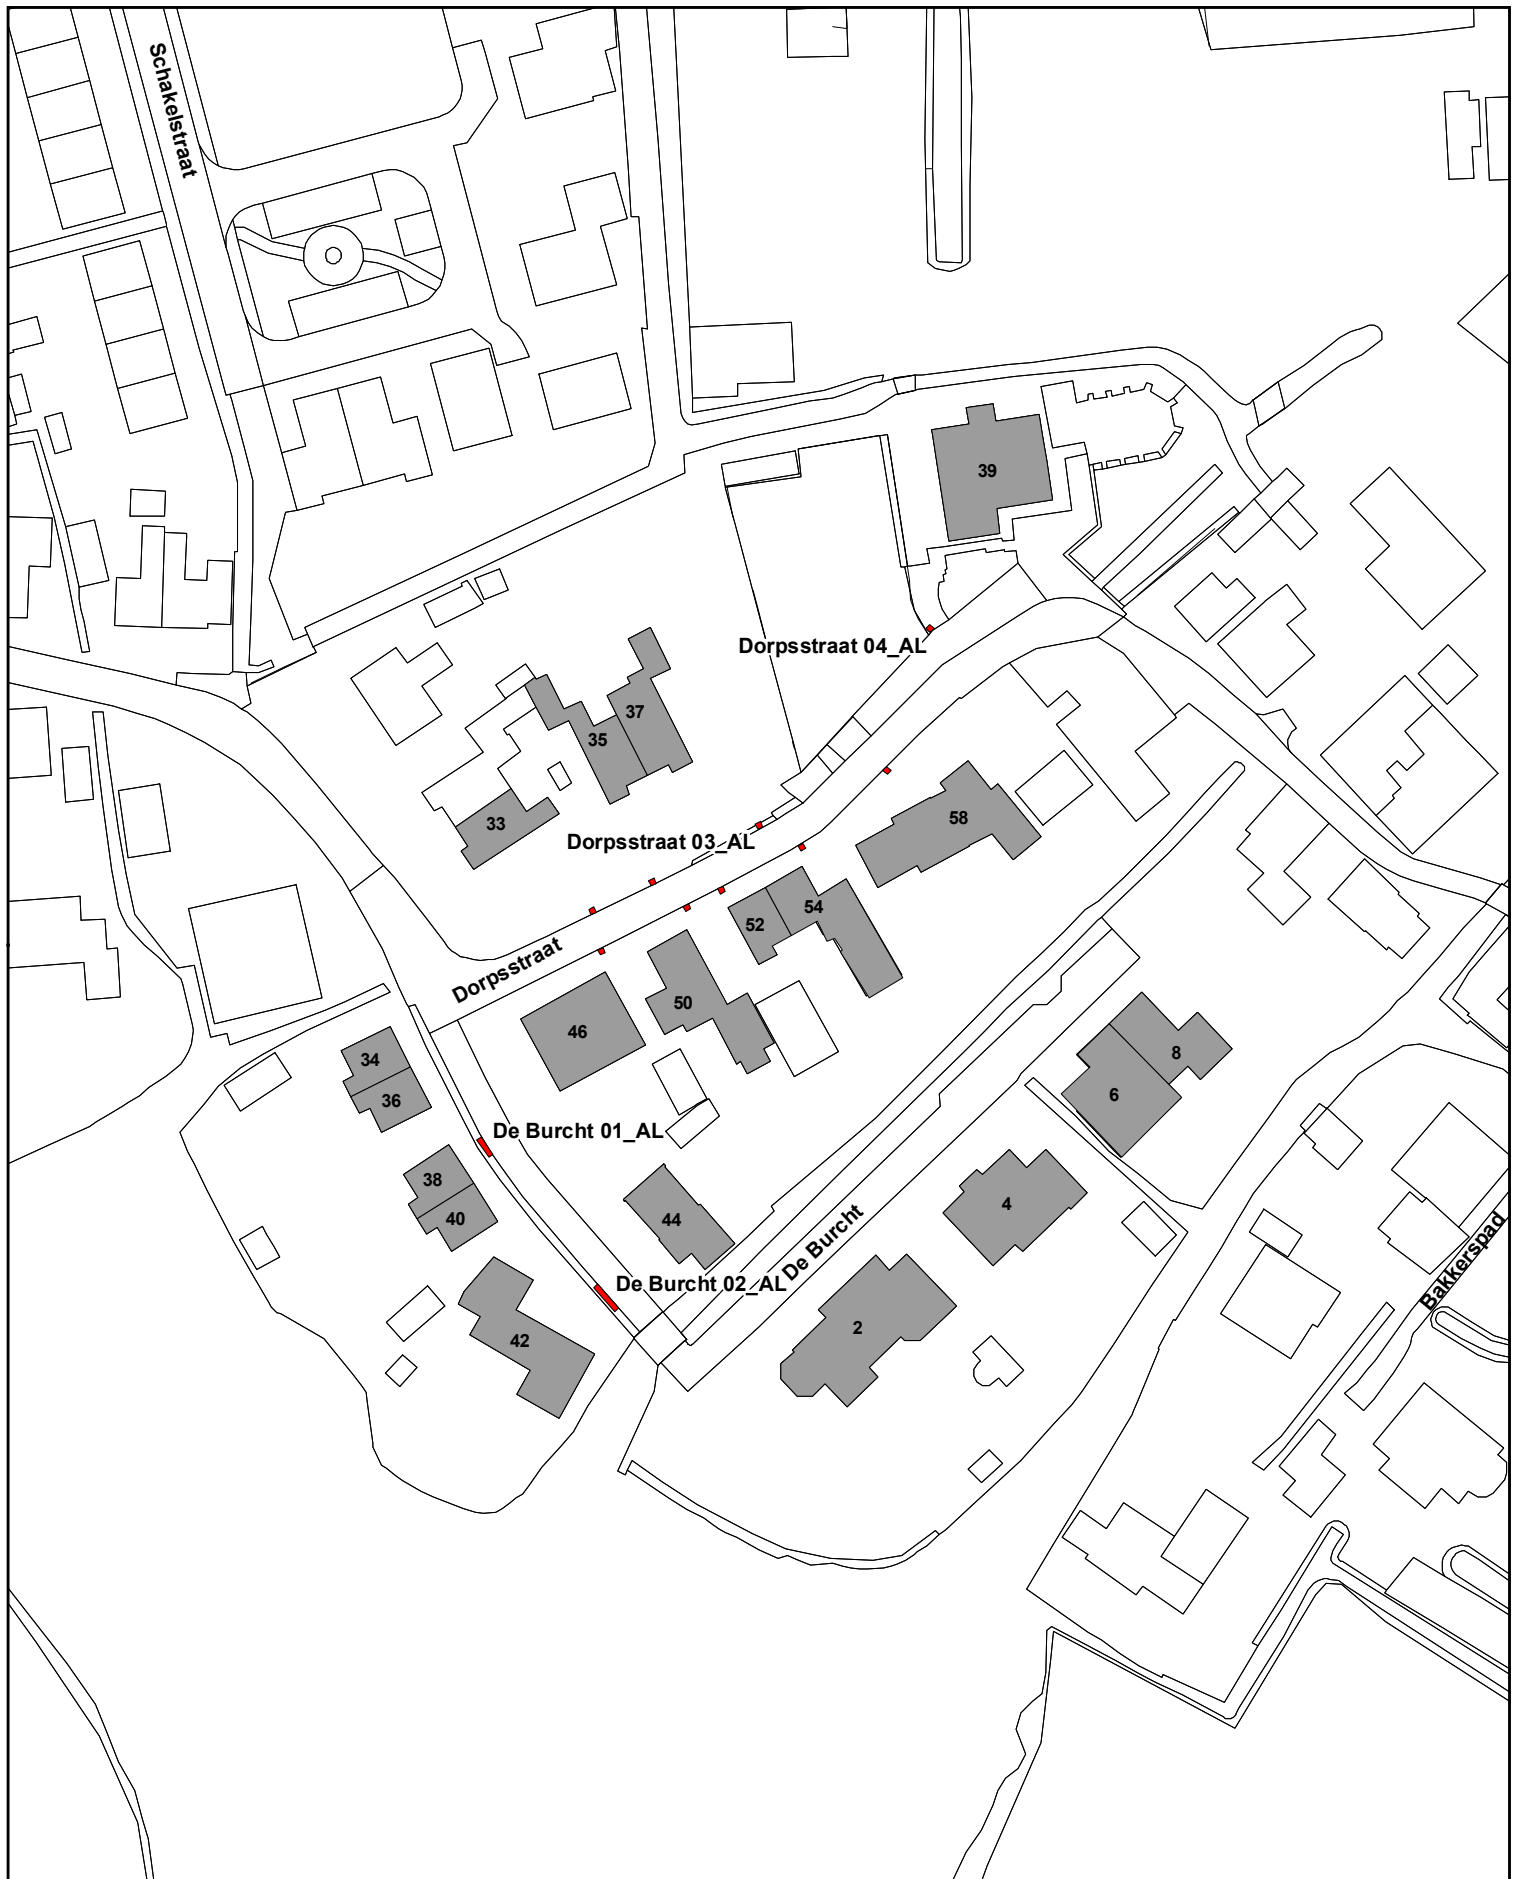 Schakelstraat
39
Dorpsstraat 04_AL
37
35
33
Dorpsstraat 03_AL
58
54
52
Dorpsstraat
50
46
34
36
8
6
De Burcht 01_AL
38
40
44
4
De Burcht
De Burcht 02_AL
Bakkerspad
2
42